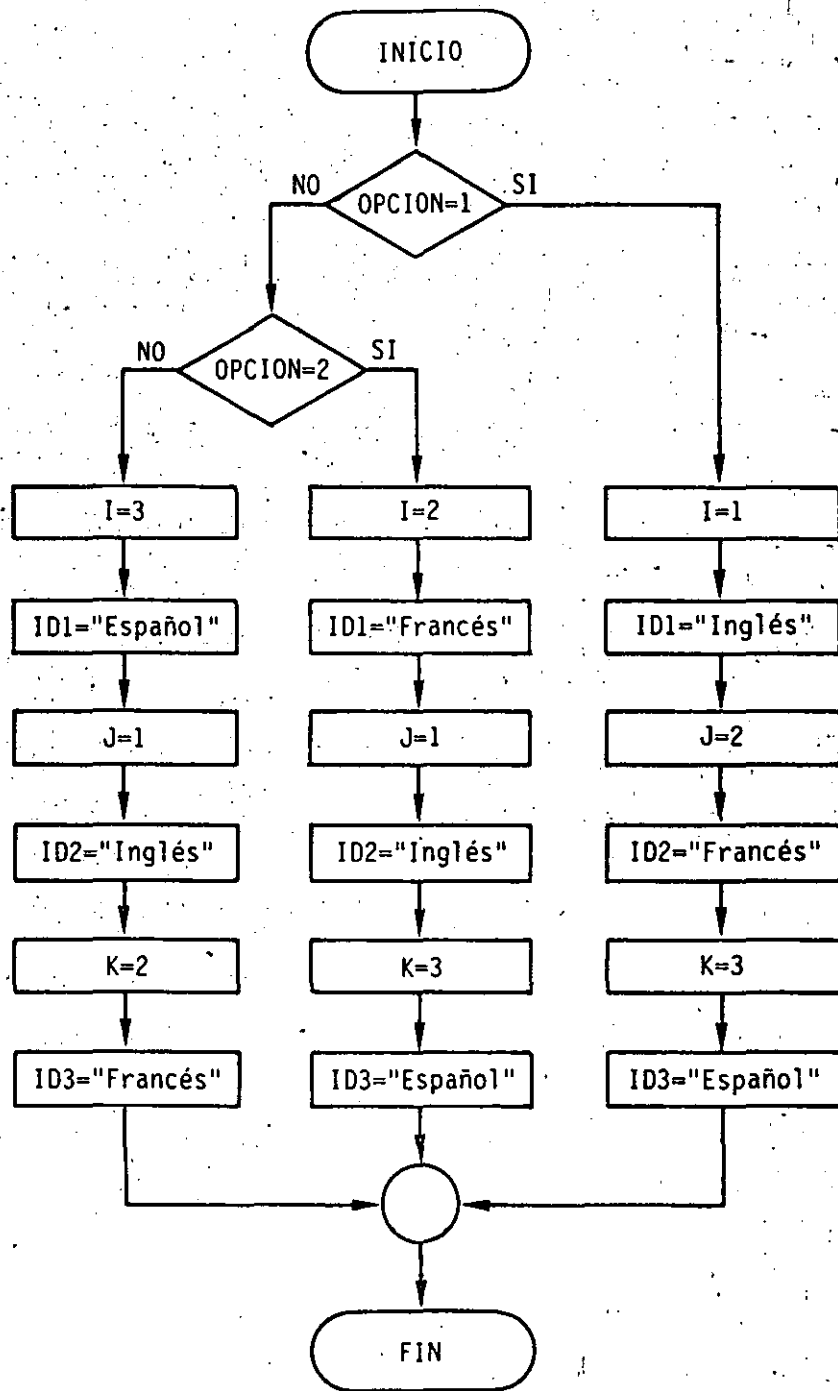 INICIO
NO
OPCION=1
SI
NO
OPCION=2
SI
I=3
I=2
I=1
ID1="Español"
ID1="Francés"
ID1="Inglés"
J=1
J=1
J=2
ID2="Inglés"
ID2="Inglés"
ID2="Francés"
K=2
K=3
K=3
ID3="Francés"
ID3="Español"
ID3="Español"
FIN